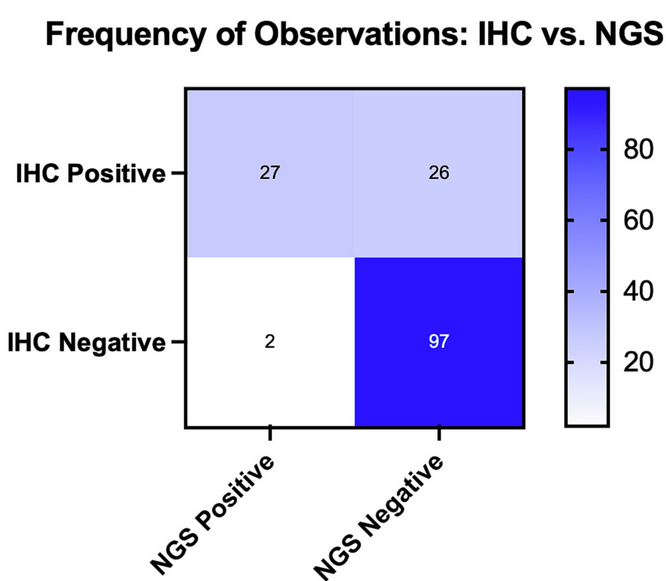 Frequency of Observations: IHC vs. NGS
IHC Positive
27
26
IHC Negative
2
97
NGS Positive
NGS Negative
80
60
40
20